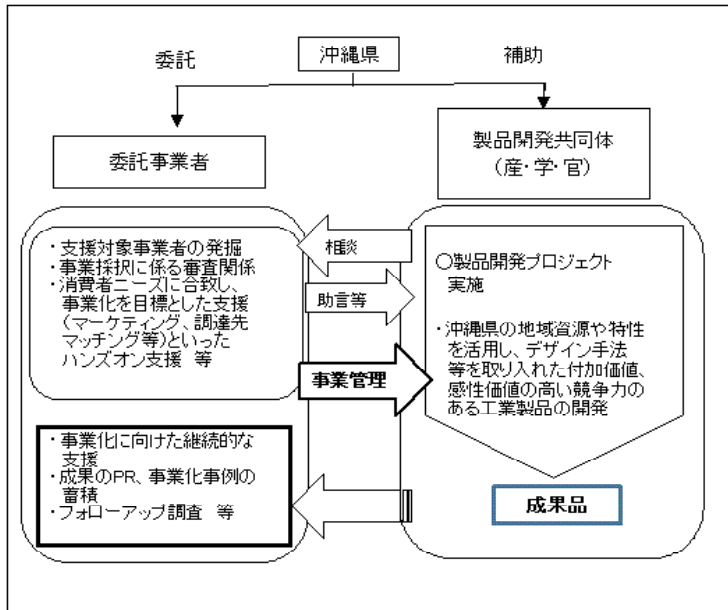 委託
沖縄県
補助
委託事業者
製品開発共同体
（産・学・官）
・支援対象事業者の発掘
・事業採択に係る審査関係
・消費者ニーズに合致し、
事業化を目標とした支援
（マーケティング、調達先
マッチング等）といった
ハンズオン支援 等
相談
助言等
事業管理
〇製品開発プロジェクト
実施
・沖縄県の地域資源や特性
を活用し、デザイン手法
等を取り入れた付加価値、
感性価値の高い競争力の
ある工業製品の開発
・事業化に向けた継続的な
支援
・成果のPR、事業化事例の
蓄積
・フォローアップ調査 等
成果品